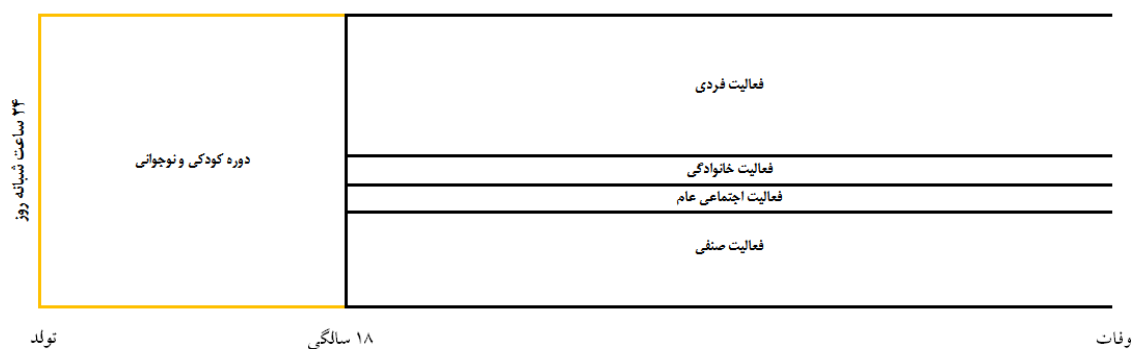 فعالیت فردی
۲۴ ساعت شبانه روز
دوره کودکی و نوجوانی
فعالیت خانوادگی
فعالیت اجتماعی عام
فعالیت صنفی
تولد
۱۸ سالگی
وفات